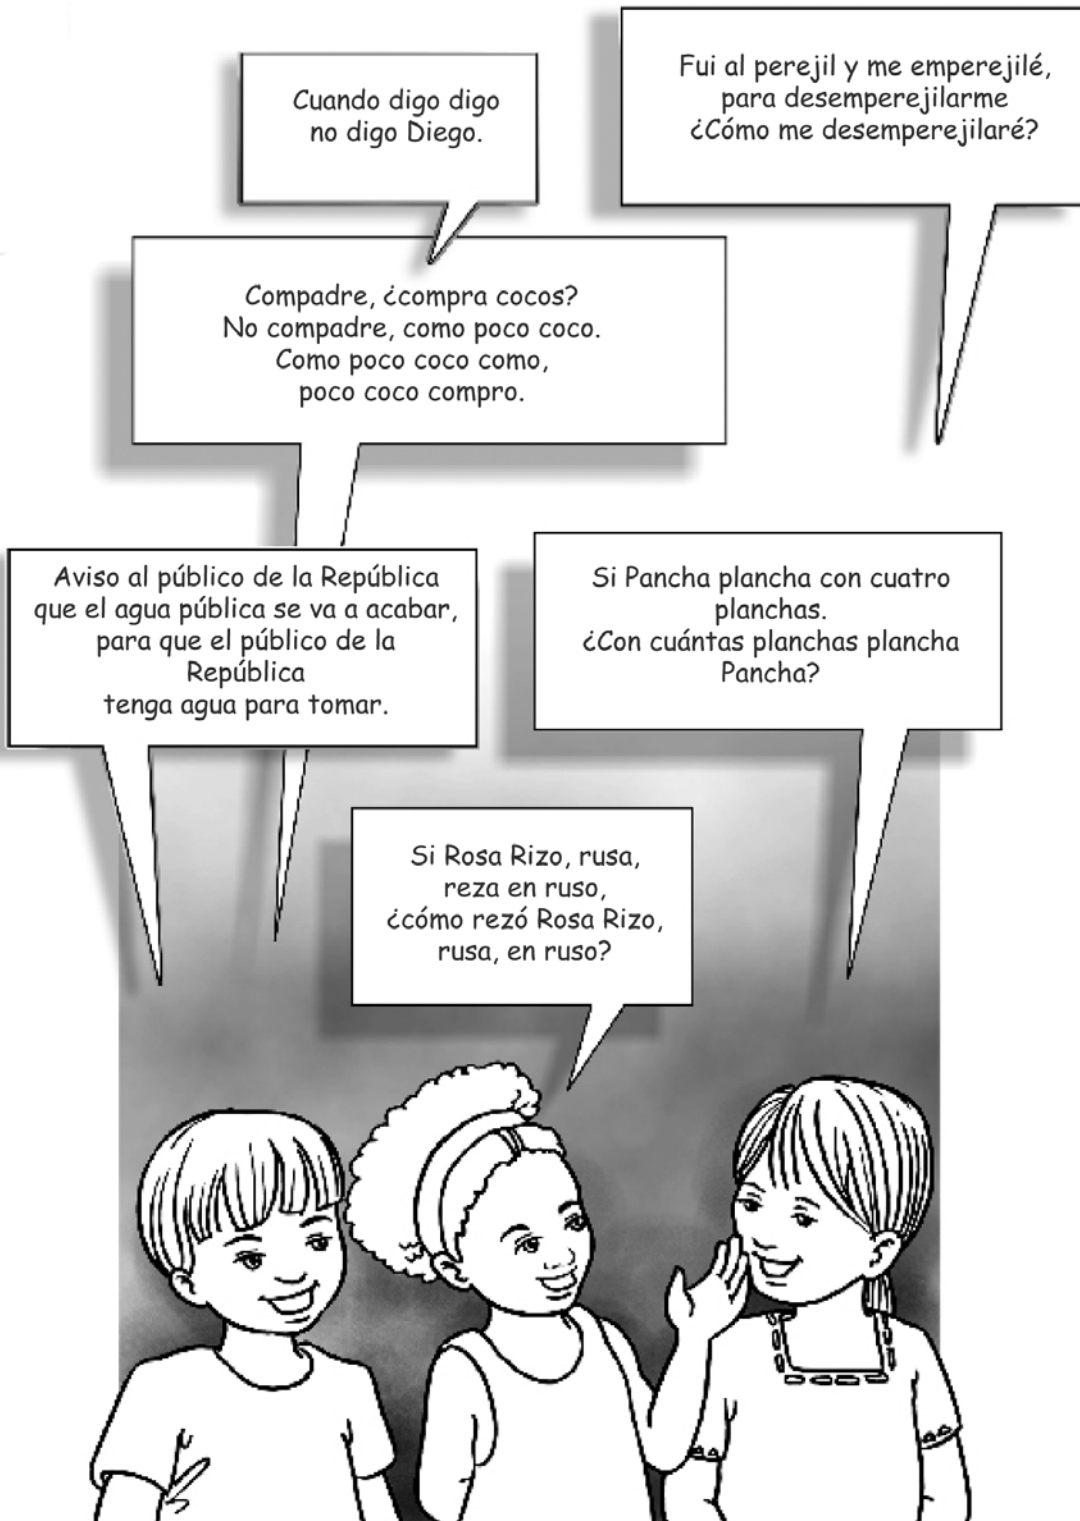 Cuando digo digo
no digo Diego.
Fui al perejil y me emperejilé,
para desemperejilarme
¿Cómo me desemperejilaré?
Compadre, ¿compra cocos?
No compadre, como poco coco.
Como poco coco como,
poco coco compro.
Aviso al público de la República
que el agua pública se va a acabar,
para que el público de la
República
tenga agua para tomar.
Si Pancha plancha con cuatro
planchas.
¿Con cuántas planchas plancha
Pancha?
Si Rosa Rizo, rusa,
reza en ruso,
¿cómo rezó Rosa Rizo,
rusa, en ruso?